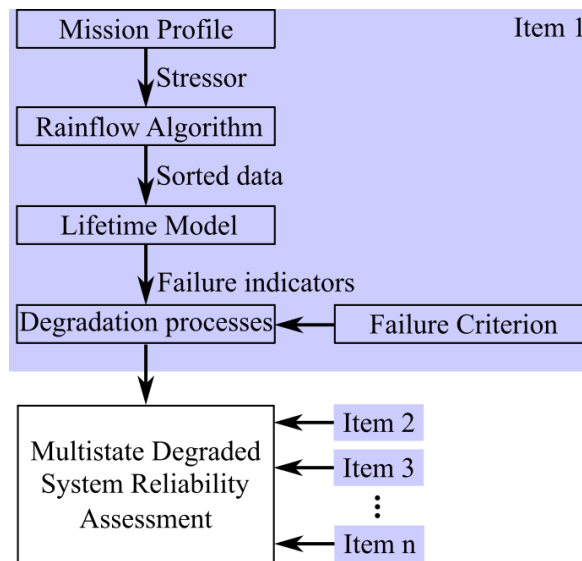 Mission Profile
Item 1
Stressor
Rainflow Algorithm
Sorted data
Lifetime Model
Failure indicators
Degradation processes
Failure Criterion
Multistate Degraded
System Reliability
Assessment
Item 2
Item 3
Item n